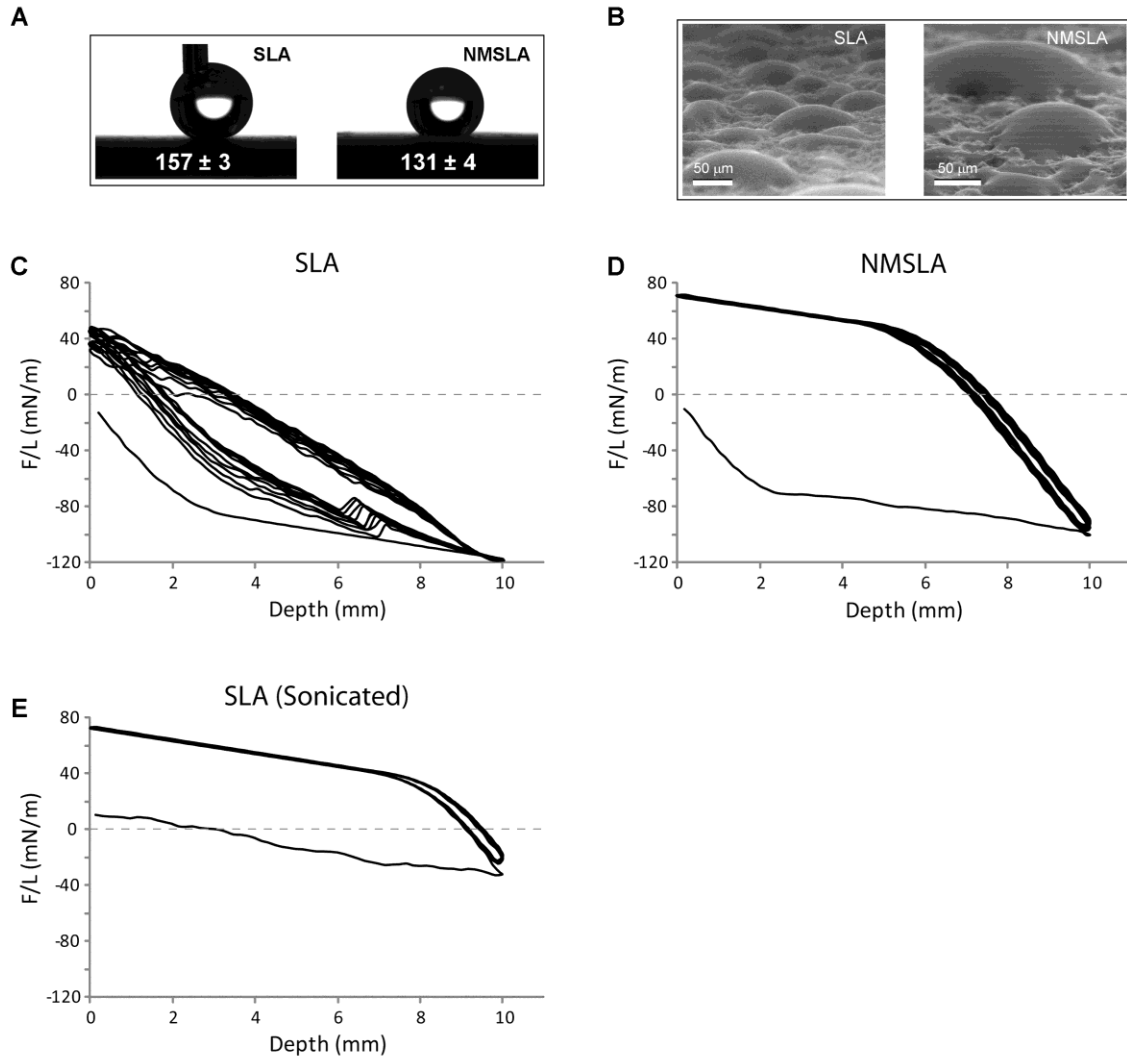 A
SLA
NMSLA
157 ± 3
131 ± 4
B
SLA
NMSLA
50 μm
50 μm
C
SLA
80
40
0
-40
-80
-120
F/L (mN/m)
0 2 4 6 8 10
Depth (mm)
D
NMSLA
80
40
0
-40
-80
-120
F/L (mN/m)
0 2 4 6 8 10
Depth (mm)
E
SLA (Sonicated)
80
40
0
-40
-80
-120
F/L (mN/m)
0 2 4 6 8 10
Depth (mm)